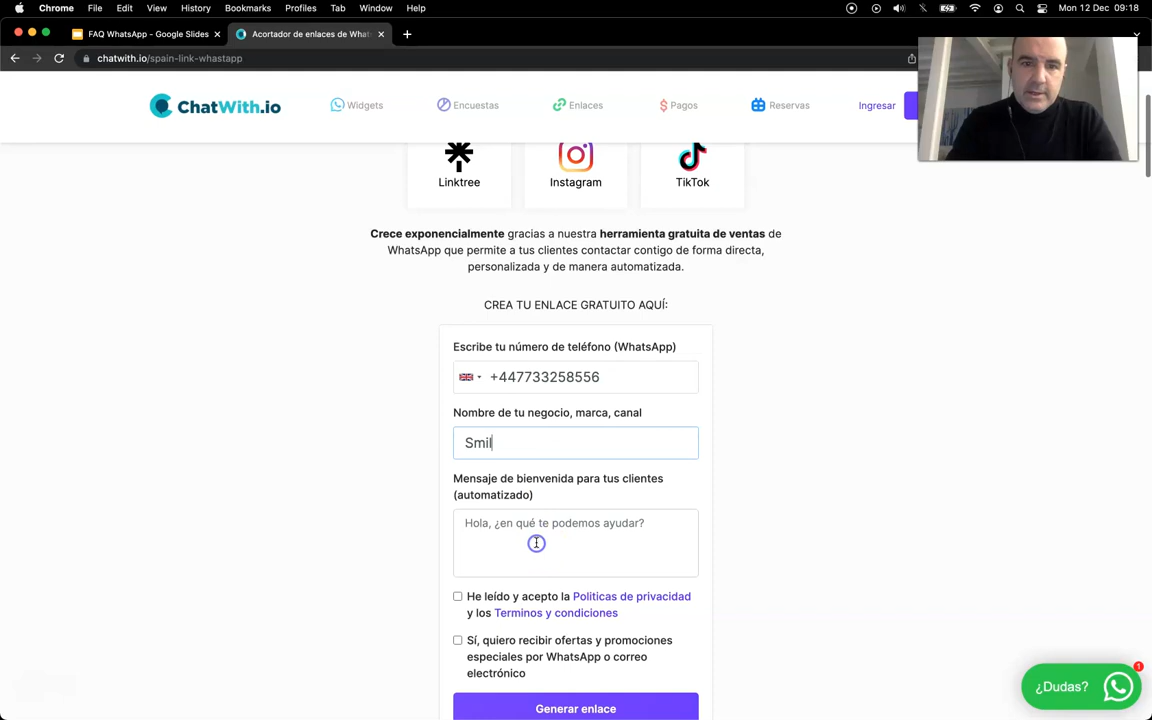 Chrome File Edit View History Bookmarks Profiles Tab Window Help Mon 12 Dec 09:18
FAQ WhatsApp - Google Slides Acortador de enlaces de What
chatwith.io/spain-link-whastapp
ChatWith.io Widgets Encuestas Enlaces Pagos Reservas Ingresar
Linktree Instagram TikTok
Crece exponencialmente gracias a nuestra herramienta gratuita de ventas de
WhatsApp que permite a tus clientes contactar contigo de forma directa,
personalizada y de manera automatizada.
CREA TU ENLACE GRATUITO AQUÍ:
Escribe tu número de teléfono (WhatsApp)
+447733258556
Nombre de tu negocio, marca, canal
Smil
Mensaje de bienvenida para tus clientes
(automatizado)
Hola, ¿en qué te podemos ayudar?
He leído y acepto la Politicas de privacidad
y los Terminos y condiciones
Sí, quiero recibir ofertas y promociones
especiales por WhatsApp o correo
electrónico
Generar enlace
¿Dudas? 1